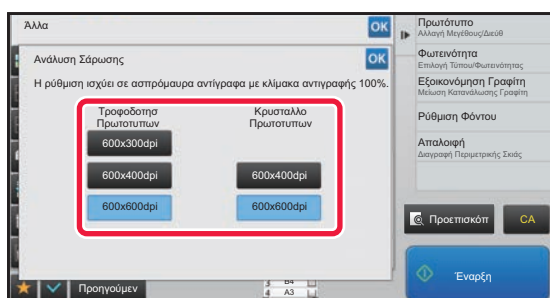 Άλλα
OK
Ανάλυση Σάρωσης
OK
Η ρύθμιση ισχύει σε ασπρόμαυρα αντίγραφα με κλίμακα αντιγραφής 100%.
Τροφοδοτησ
Πρωτοτυπων
Κρυσταλλο
Πρωτοτυπων
600x300dpi
600x400dpi
600x400dpi
600x600dpi
600x600dpi
Προηγούμεν
B4
4 A3
Πρωτότυπο
Αλλαγή Μεγέθους/Διεύθ
Φωτεινότητα
Επιλογή Τύπου/Φωτεινότητας
Εξοικονόμηση Γραφίτη
Μείωση Κατανάλωσης Γραφίτη
Ρύθμιση Φόντου
Απαλοιφή
Διαγραφή Περιμετρικής Σκιάς
Προεπισκόπ
CA
Έναρξη